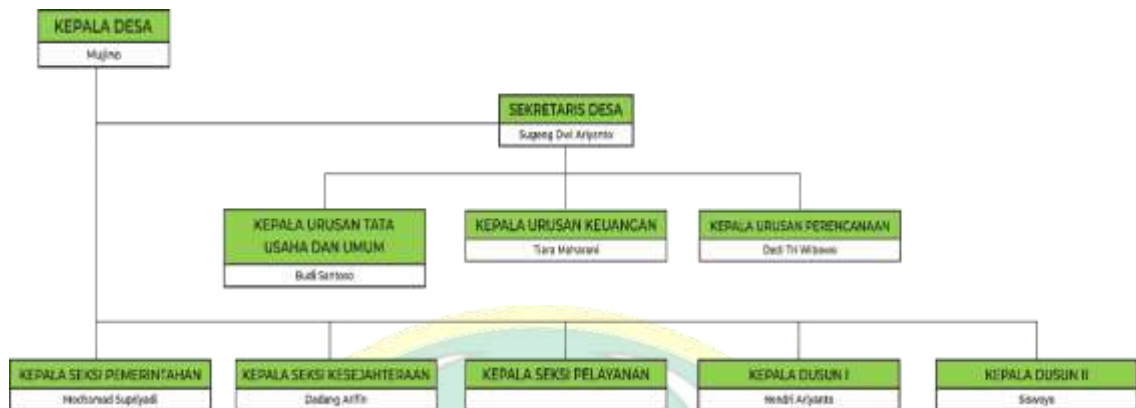 KEPALA DESA
Mujino
SEKRETARIS DESA
Sugeng Dwi Ariyanto
KEPALA URUSAN TATA
USAHA DAN UMUM
Budi Santoso
KEPALA URUSAN KEUANGAN
Tiara Maharani
KEPALA URUSAN PERENCANAAN
Dedi Tri Wibowo
KEPALA SEKSI PEMERINTAHAN
Mochamad Supriyadi
KEPALA SEKSI KESEJAHTERAAN
Dadang Ariffin
KEPALA SEKSI PELAYANAN
KEPALA DUSUN I
Hendri Ariyanto
KEPALA DUSUN II
Siswoyo